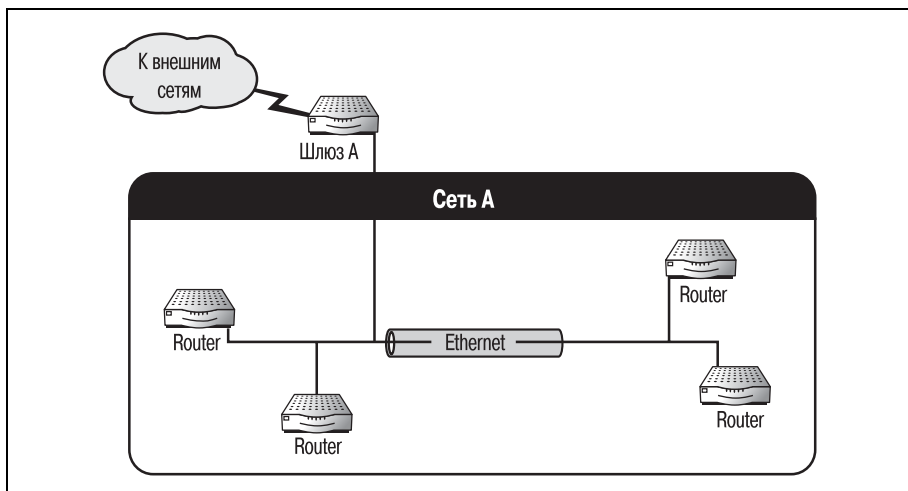 К внешним
сетям
Шлюз А
Сеть А
Router
Router
Ethernet
Router
Router